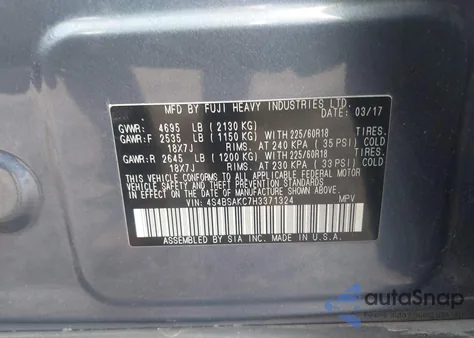 MFD BY FUJI HEAVY INDUSTRIES LTD.
DATE: 03/17
GVWR: 4695 LB (2130 KG)
GAWR:F 2535 LB (1150 KG) WITH 225/60R18 TIRES.
18X7J RIMS. AT 240 KPA (35 PSI) COLD
GAWR:R 2645 LB (1200 KG) WITH 225/60R18 TIRES.
18X7J RIMS. AT 230 KPA (33 PSI) COLD
THIS VEHICLE CONFORMS TO ALL APPLICABLE FEDERAL MOTOR
VEHICLE SAFETY AND THEFT PREVENTION STANDARDS IN EFFECT
ON THE DATE OF MANUFACTURE SHOWN ABOVE.
VIN: 4S4BSAKC7H3371324 MPV
ASSEMBLED BY SIA INC. MADE IN U.S.A.
autoSnap